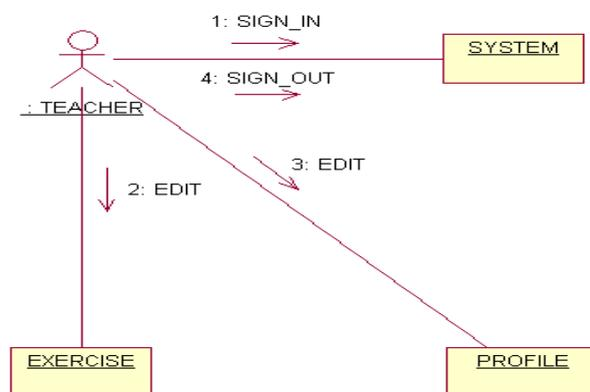 1: SIGN_IN
SYSTEM
4: SIGN_OUT
: TEACHER
3: EDIT
2: EDIT
EXERCISE
PROFILE